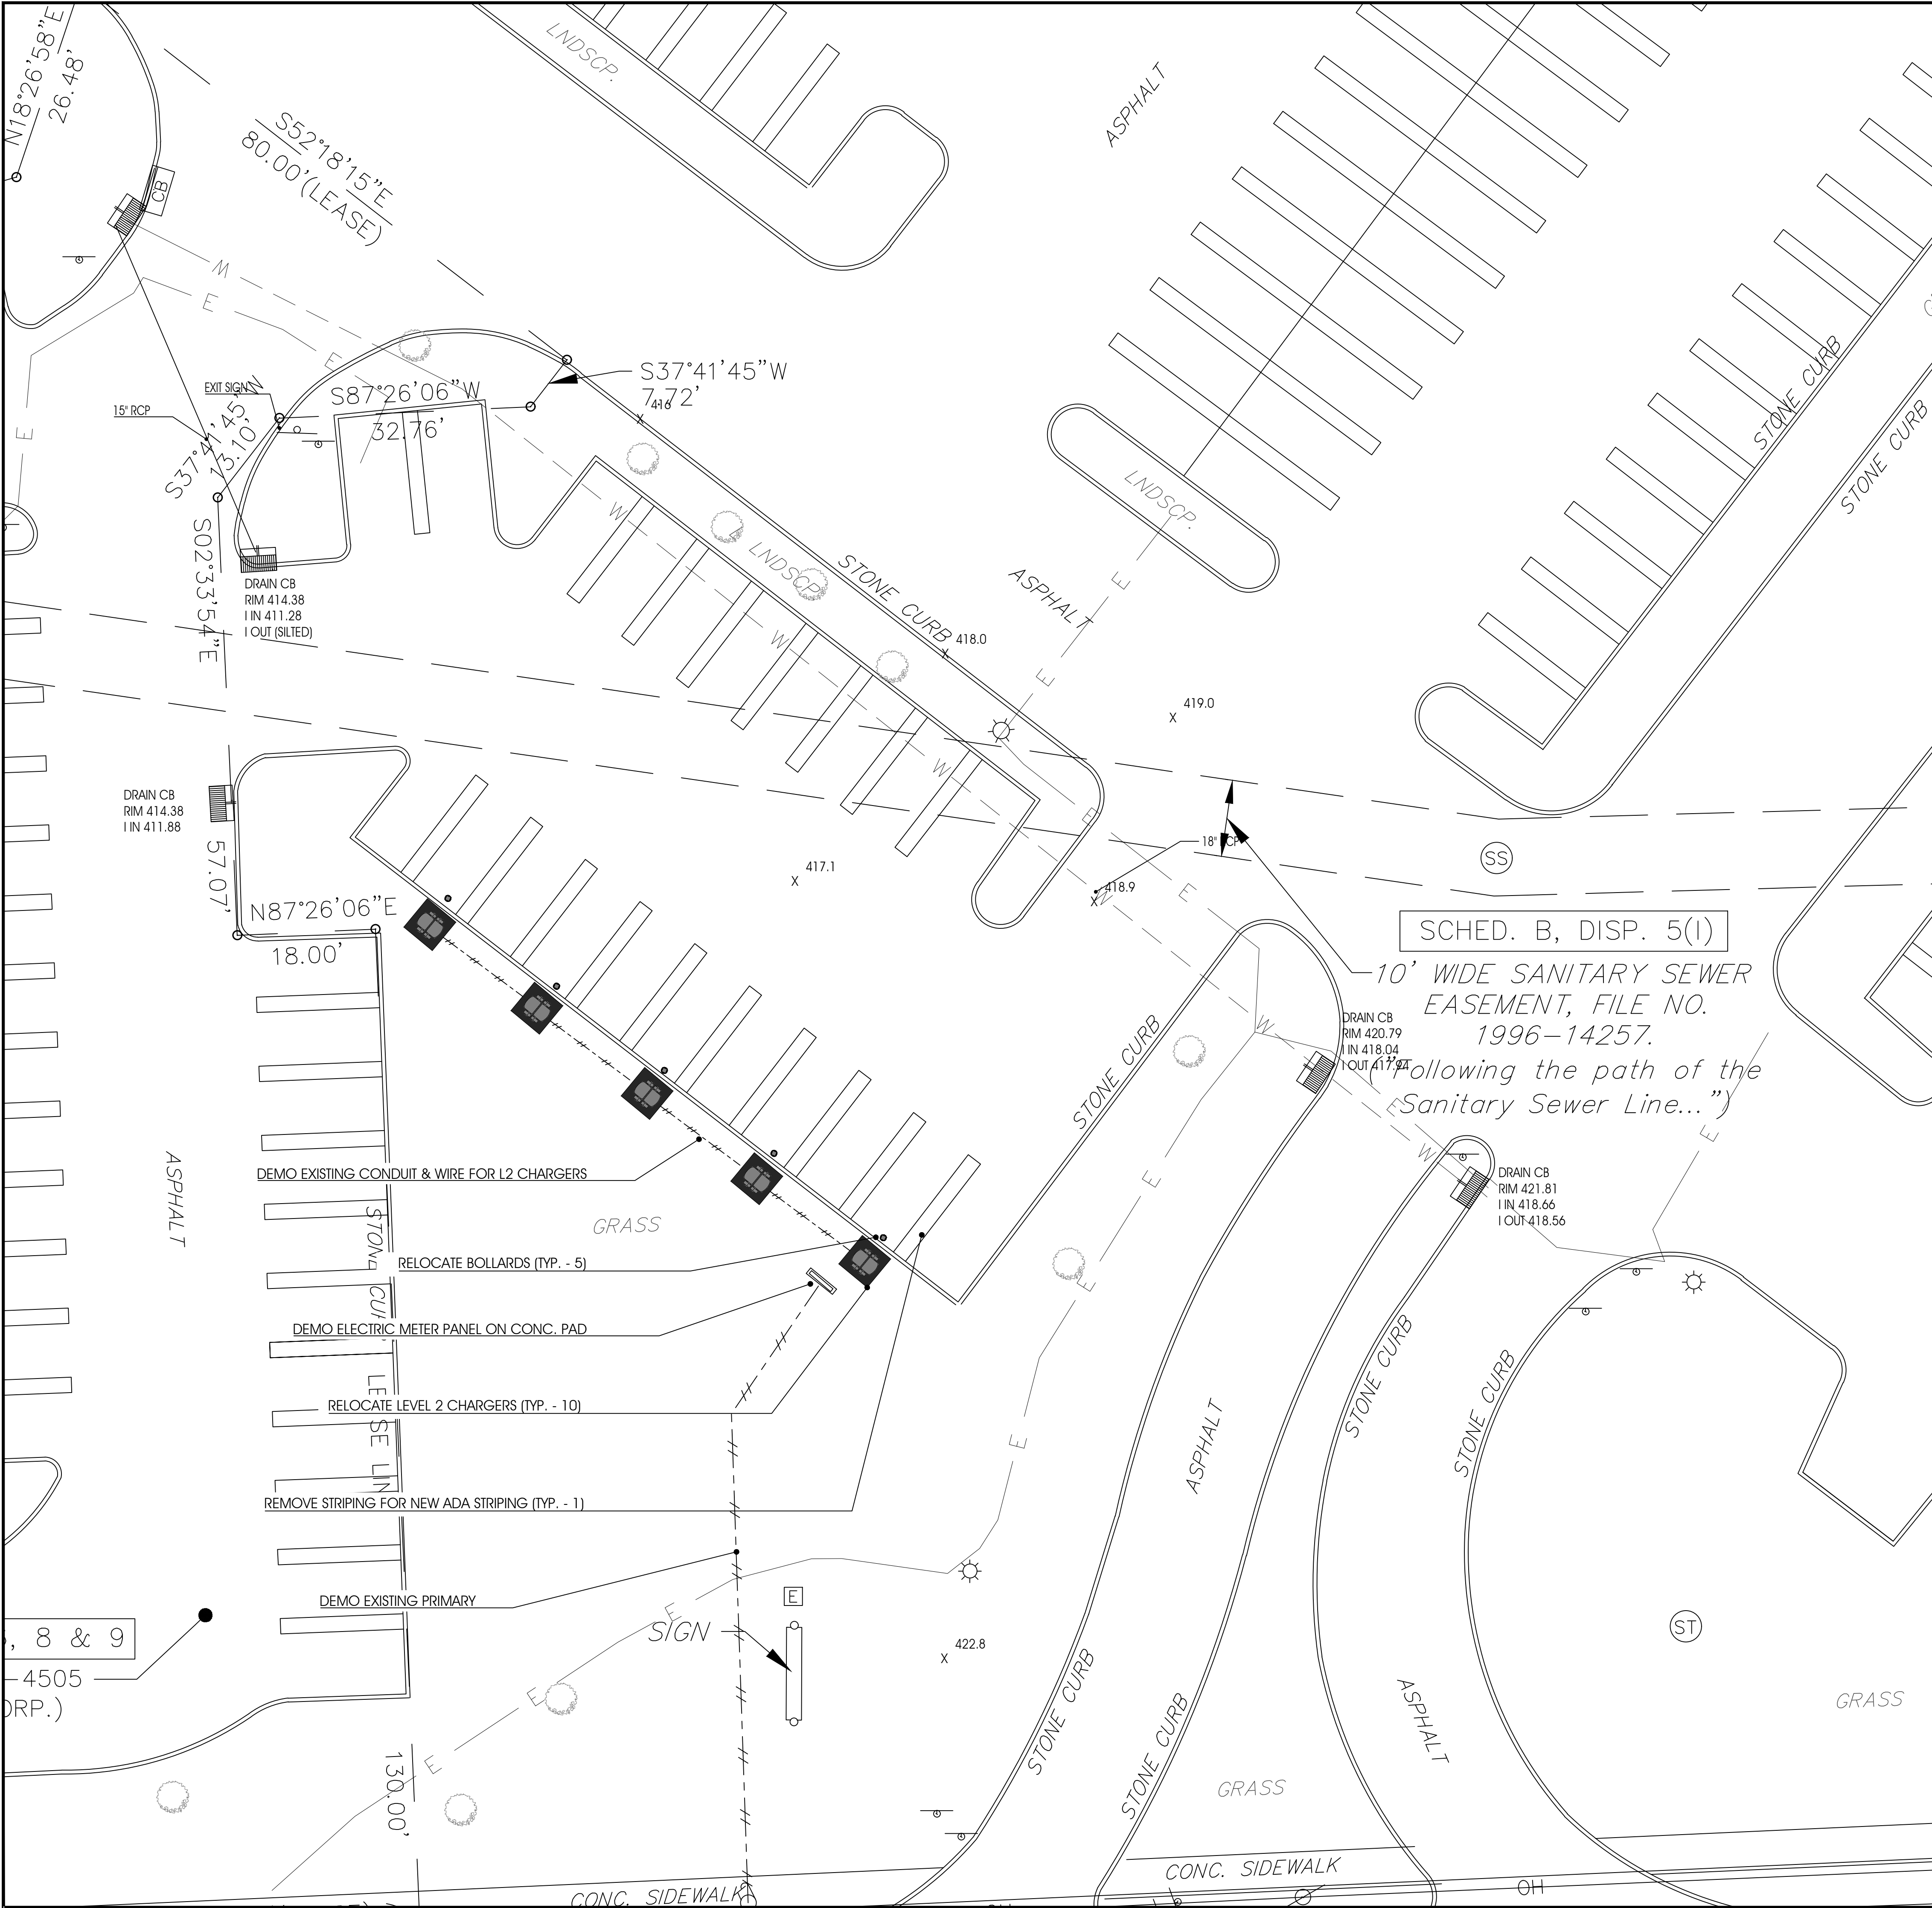 N18°26'58"E
26.48'
S52°18'15"E
80.00'(LEASE)
LNDSCP.
ASPHALT
CB
W
E
E
E
S37°41'45"W
7.72'
416
X
EXIT SIGN
S87°26'06"W
32.76'
15" RCP
S37°41'45"W
13.10'
E
STONE CURB
STONE CURB
LNDSCP.
W
LNDSCP.
STONE CURB
ASPHALT
E
E
S02°33'54"E
DRAIN CB
RIM 414.38
I IN 411.28
I OUT (SILTED)
W
418.0
X
419.0
X
W
DRAIN CB
RIM 414.38
I IN 411.88
57.07'
E
18"
417.1
X
418.9
X
W
E
SS
N87°26'06"E
18.00'
SCHED. B, DISP. 5(I)
10' WIDE SANITARY SEWER
EASEMENT, FILE NO.
1996-14257.
("Following the path of the
Sanitary Sewer Line...")
W
DRAIN CB
RIM 420.79
I IN 418.04
I OUT 417.94
STONE CURB
E
E
W
E
DRAIN CB
RIM 421.81
I IN 418.66
I OUT 418.56
ASPHALT
DEMO EXISTING CONDUIT & WIRE FOR L2 CHARGERS
GRASS
STONE
RELOCATE BOLLARDS (TYP. - 5)
E
DEMO ELECTRIC METER PANEL ON CONC. PAD
RELOCATE LEVEL 2 CHARGERS (TYP. - 10)
STONE CURB
STONE CURB
ASPHALT
E
REMOVE STRIPING FOR NEW ADA STRIPING (TYP. - 1)
DEMO EXISTING PRIMARY
E
E
SIGN
422.8
X
ST
, 8 & 9
4505
ORP.)
E
STONE CURB
STONE CURB
ASPHALT
GRASS
E
130.00'
GRASS
CONC. SIDEWALK
CONC. SIDEWALK
OH